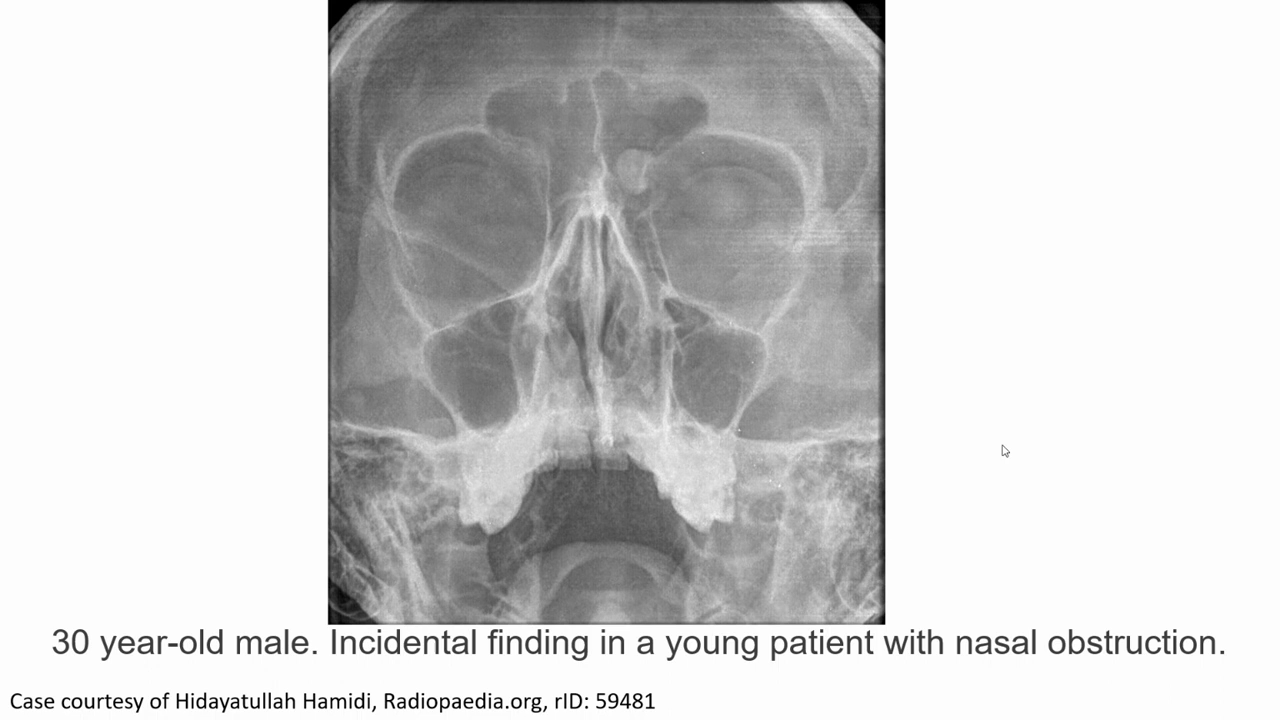 30 year-old male. Incidental finding in a young patient with nasal obstruction.
Case courtesy of Hidayatullah Hamidi, Radiopaedia.org, rID: 59481